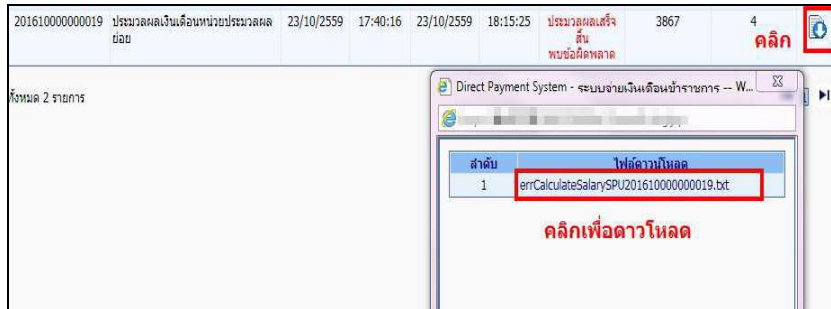 201610000000019 ประมวลผลเงินเดือนหน่วยประมวลผลย่อย 23/10/2559 17:40:16 23/10/2559 18:15:25 ประมวลผลเสร็จสิ้น พบข้อผิดพลาด 3867 4
คลิก
ทั้งหมด 2 รายการ
Direct Payment System - ระบบจ่ายเงินเดือนข้าราชการ -- W...
ลำดับ ไฟล์ดาวน์โหลด
1 errCalculateSalarySPU201610000000019.txt
คลิกเพื่อดาวโหลด